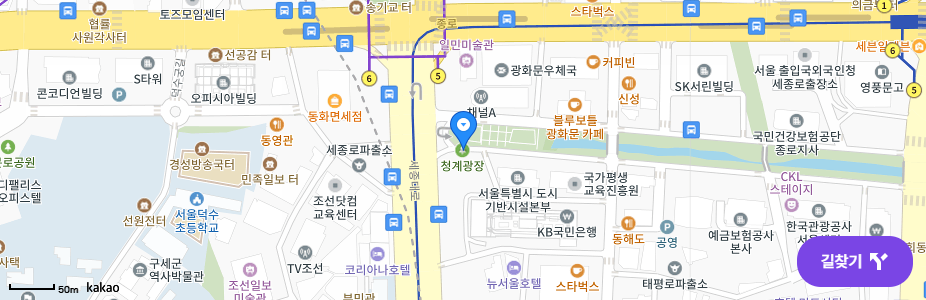 협률
사원각사터
토즈모임센터
송기교 터
종로
스타벅스
1
6
5
S타워
선공감 터
일민미술관
광화문우체국
커피빈
신성
SK서린빌딩
서울 출입국외국인청
세종로출장소
영풍문고
6
5
콘코디언빌딩
P
덕수궁길
오피시아빌딩
동화면세점
채널A
블루보틀
광화문 카페
국민건강보험공단
종로지사
동영관
세종로파출소
경성방송국터
민족일보 터
청계광장
세종대로
서울특별시 도시
기반시설본부
국가평생
교육진흥원
CKL
스테이지
선원전터
서울덕수
초등학교
조선닷컴
교육센터
KB국민은행
동해도
P
공영
예금보험공사
본사
한국관광공사
구세군
역사박물관
TV조선
코리아나호텔
조선일보
미술관
뉴서울호텔
스타벅스
태평로파출소
길찾기
50m kakao